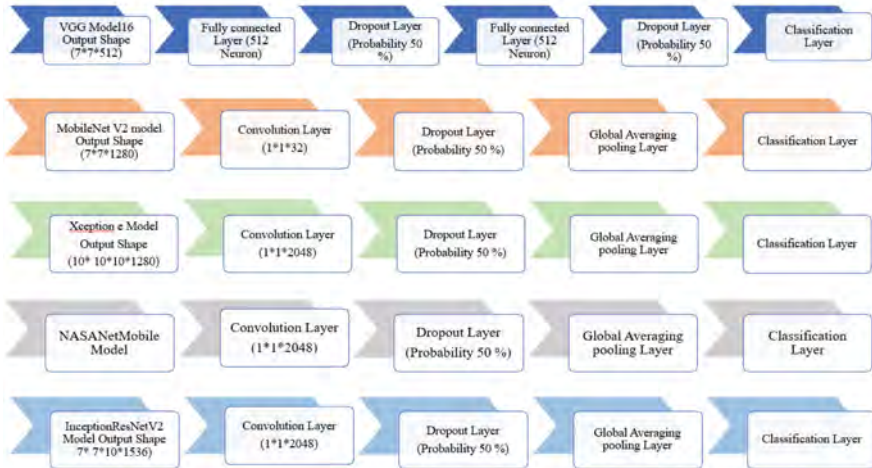 VGG Model16
Output Shape
(7*7*512)
Fully connected
Layer (512
Neuron)
Dropout Layer
(Probability 50
%)
Fully connected
Layer (512
Neuron)
Dropout Layer
(Probability 50
%)
Classification
Layer
MobileNet V2 model
Output Shape
(7*7*1280)
Convolution Layer
(1*1*32)
Dropout Layer
(Probability 50 %)
Global Averaging
pooling Layer
Classification Layer
Xception e Model
Output Shape
(10* 10*10*1280)
Convolution Layer
(1*1*2048)
Dropout Layer
(Probability 50 %)
Global Averaging
pooling Layer
Classification Layer
NASANetMobile
Model
Convolution Layer
(1*1*2048)
Dropout Layer
(Probability 50 %)
Global Averaging
pooling Layer
Classification
Layer
InceptionResNetV2
Model Output Shape
7* 7*10*1536)
Convolution Layer
(1*1*2048)
Dropout Layer
(Probability 50 %)
Global Averaging
pooling Layer
Classification Layer